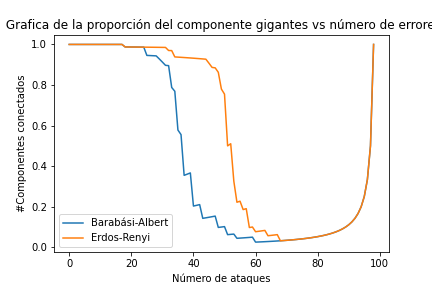 Grafica de la proporción del componente gigantes vs número de errore
1.0
0.8
0.6
0.4
0.2
0.0
#Componentes conectados
Barabási-Albert
Erdos-Renyi
0 20 40 60 80 100
Número de ataques